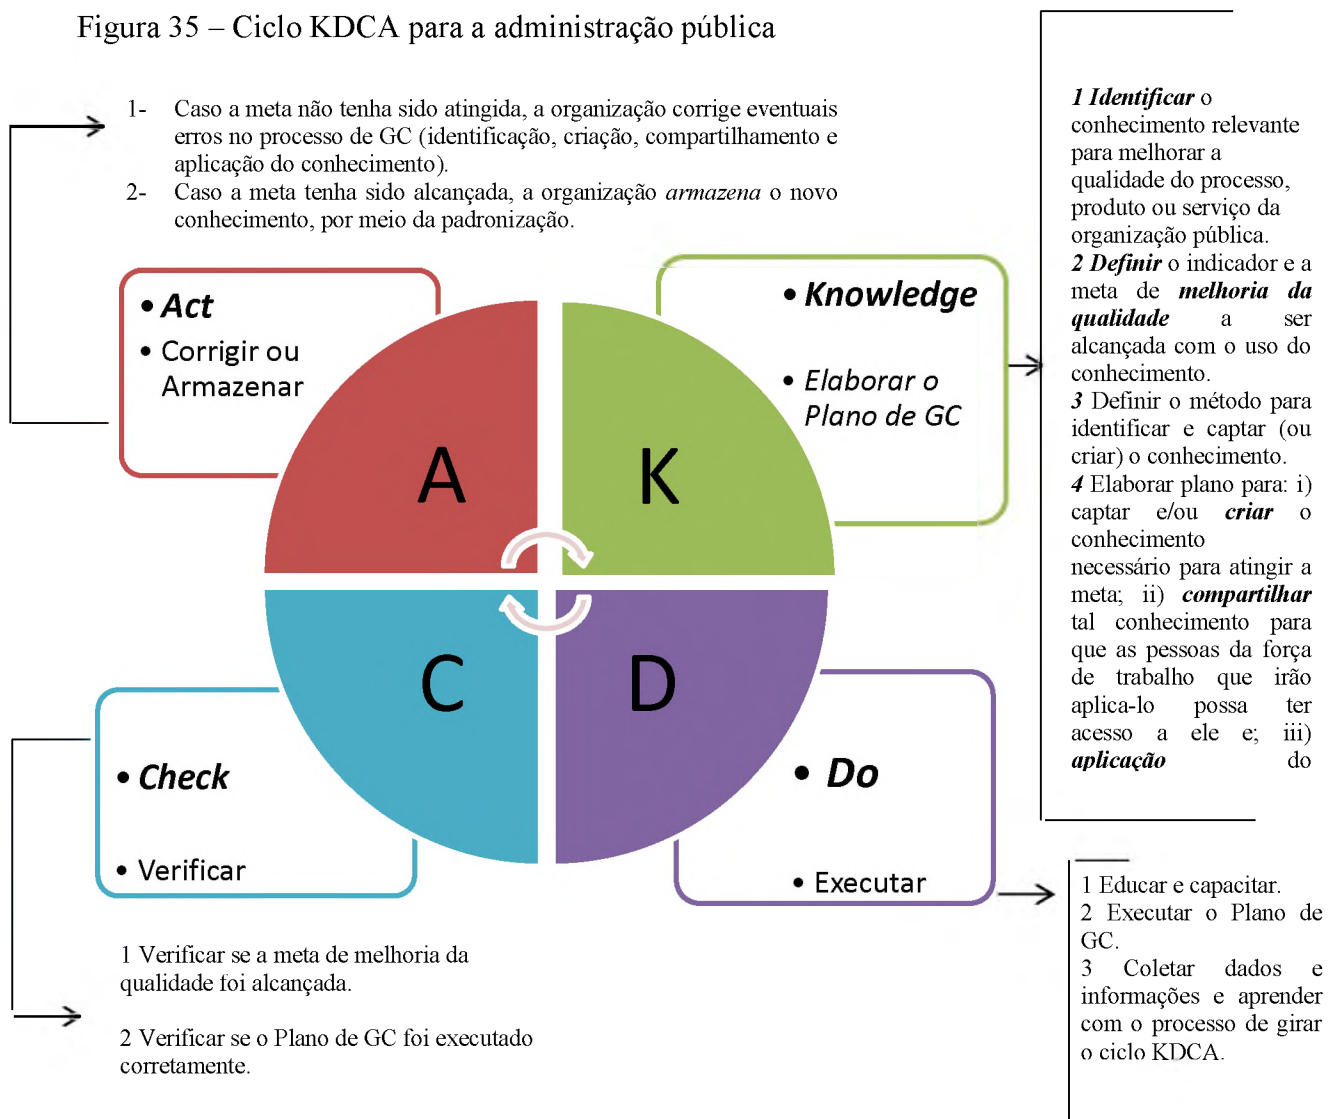 Figura 35 – Ciclo KDCA para a administração pública
1- Caso a meta não tenha sido atingida, a organização corrige eventuais
erros no processo de GC (identificação, criação, compartilhamento e
aplicação do conhecimento).
2- Caso a meta tenha sido alcançada, a organização armazena o novo
conhecimento, por meio da padronização.
• Act
• Corrigir ou
Armazenar
• Knowledge
• Elaborar o
Plano de GC
A
K
C
D
• Check
• Verificar
• Do
• Executar
1 Identificar o
conhecimento relevante
para melhorar a
qualidade do processo,
produto ou serviço da
organização pública.
2 Definir o indicador e a
meta de melhoria da
qualidade a ser
alcançada com o uso do
conhecimento.
3 Definir o método para
identificar e captar (ou
criar) o conhecimento.
4 Elaborar plano para: i)
captar e/ou criar o
conhecimento
necessário para atingir a
meta; ii) compartilhar
tal conhecimento para
que as pessoas da força
de trabalho que irão
aplica-lo possa ter
acesso a ele e; iii)
aplicação do
1 Educar e capacitar.
2 Executar o Plano de
GC.
3 Coletar dados e
informações e aprender
com o processo de girar
o ciclo KDCA.
1 Verificar se a meta de melhoria da
qualidade foi alcançada.
2 Verificar se o Plano de GC foi executado
corretamente.